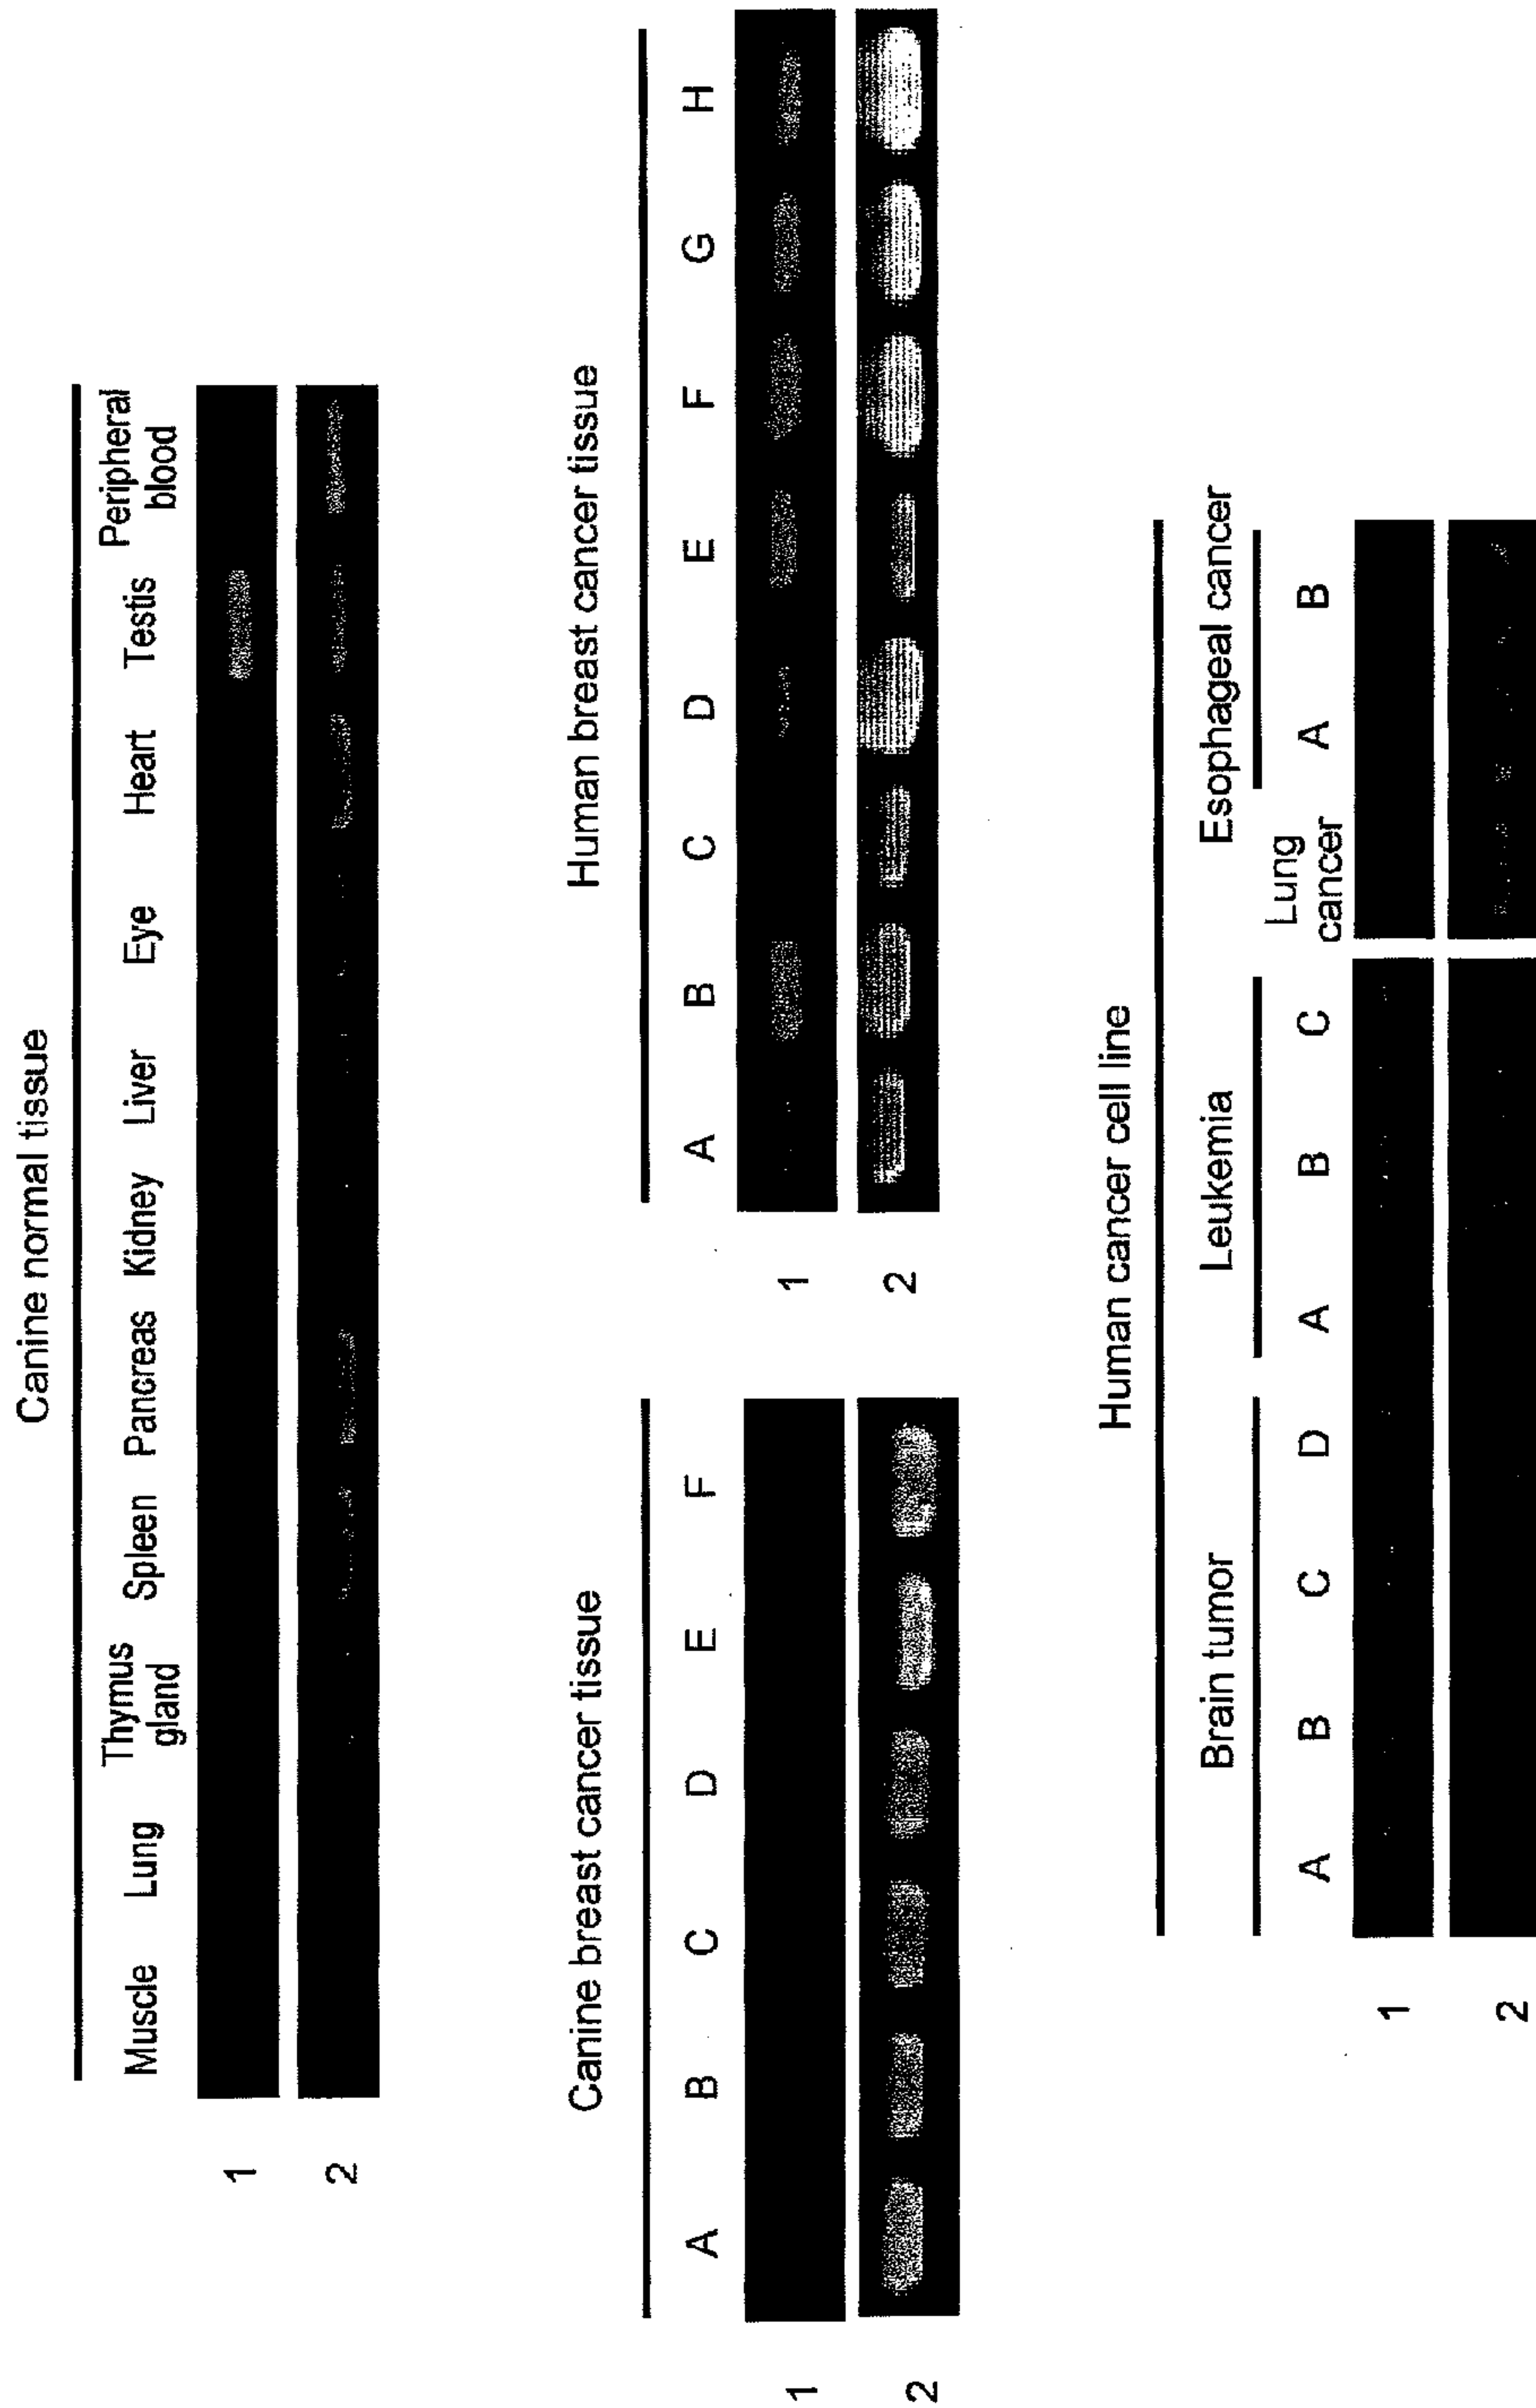 Canine normal tissue
Muscle Lung Thymus gland Spleen Pancreas Kidney Liver Eye Heart Testis Peripheral blood
1
2
Canine breast cancer tissue
A B C D E F
1
2
Human breast cancer tissue
A B C D E F G H
1
2
Human cancer cell line
Brain tumor Leukemia Lung cancer Esophageal cancer
A B C D A B C A B
1
2